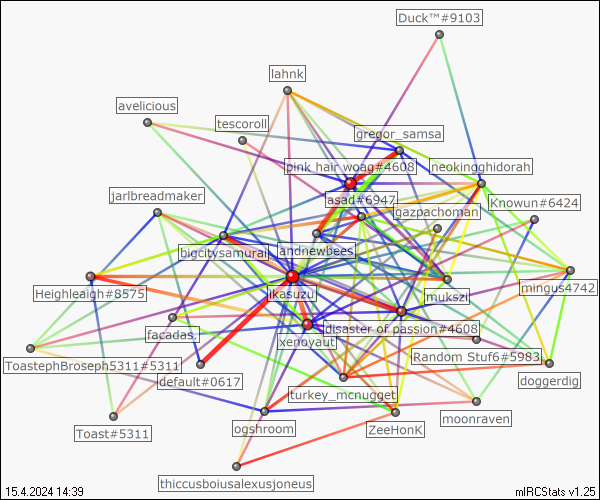 Duck™#9103
lahnk
avelicious
tescoroll
gregor_samsa
pink hair woag#4608
neokingghidorah
jarlbreadmaker
asad#6947
Knowun#6424
gazpachoman
bigcitysamurai
landnewbees
Heighleaigh#8575
ikasuzu
mukszi
mingus4742
facadas.
xenoyaut
disaster of passion#4608
ToastephBroseph5311#5311
Random Stuf6#5983
default#0617
doggerdig
turkey_mcnugget
moonraven
Toast#5311
ogshroom
ZeeHonK
thiccusboiusalexusjoneus
15.4.2024 14:39
mIRCStats v1.25